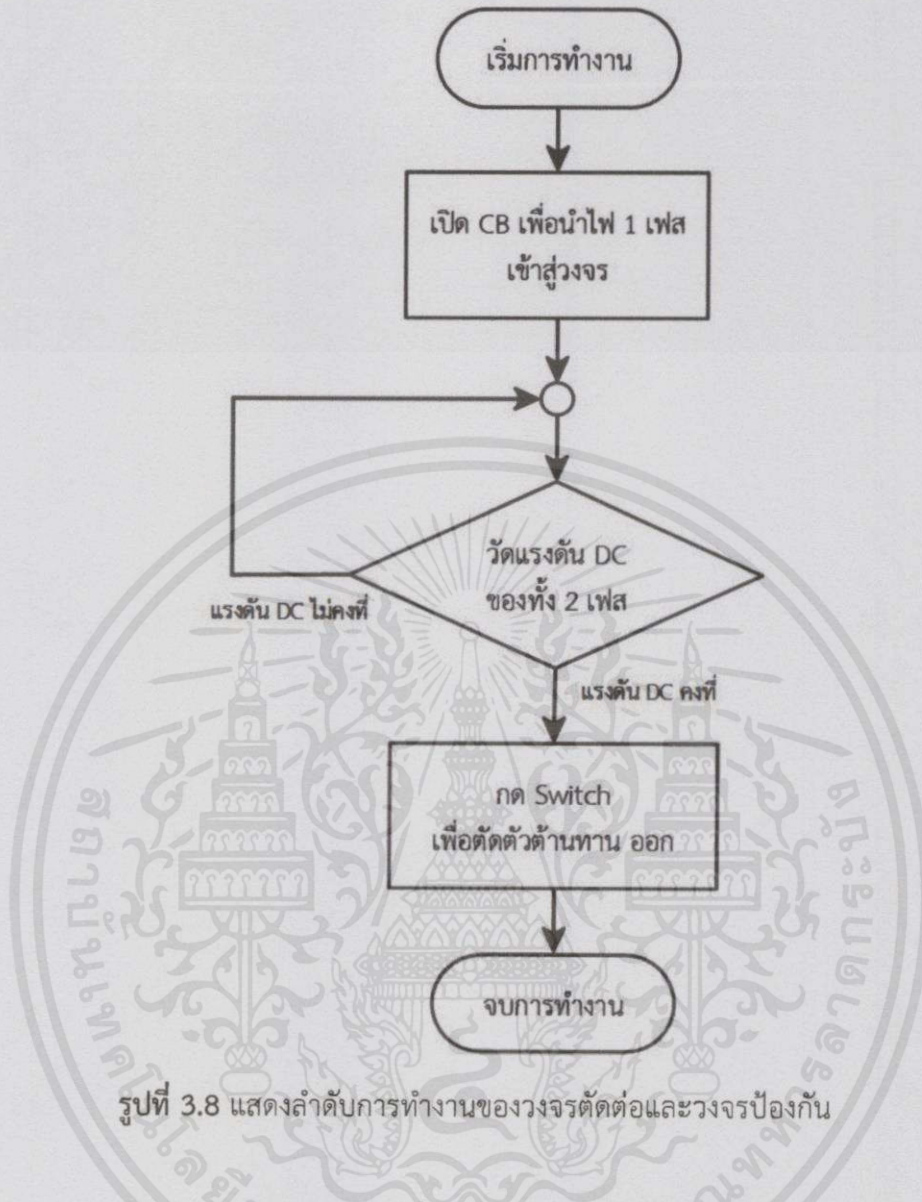 เริ่มการทำงาน
เปิด CB เพื่อนำไฟ 1 เฟส
เข้าสู่วงจร
วัดแรงดัน DC
ของทั้ง 2 เฟส
แรงดัน DC ไม่คงที่
แรงดัน DC คงที่
กด Switch
เพื่อตัดตัวต้านทาน ออก
จบการทำงาน
รูปที่ 3.8 แสดงลำดับการทำงานของวงจรตัดต่อและวงจรป้องกัน